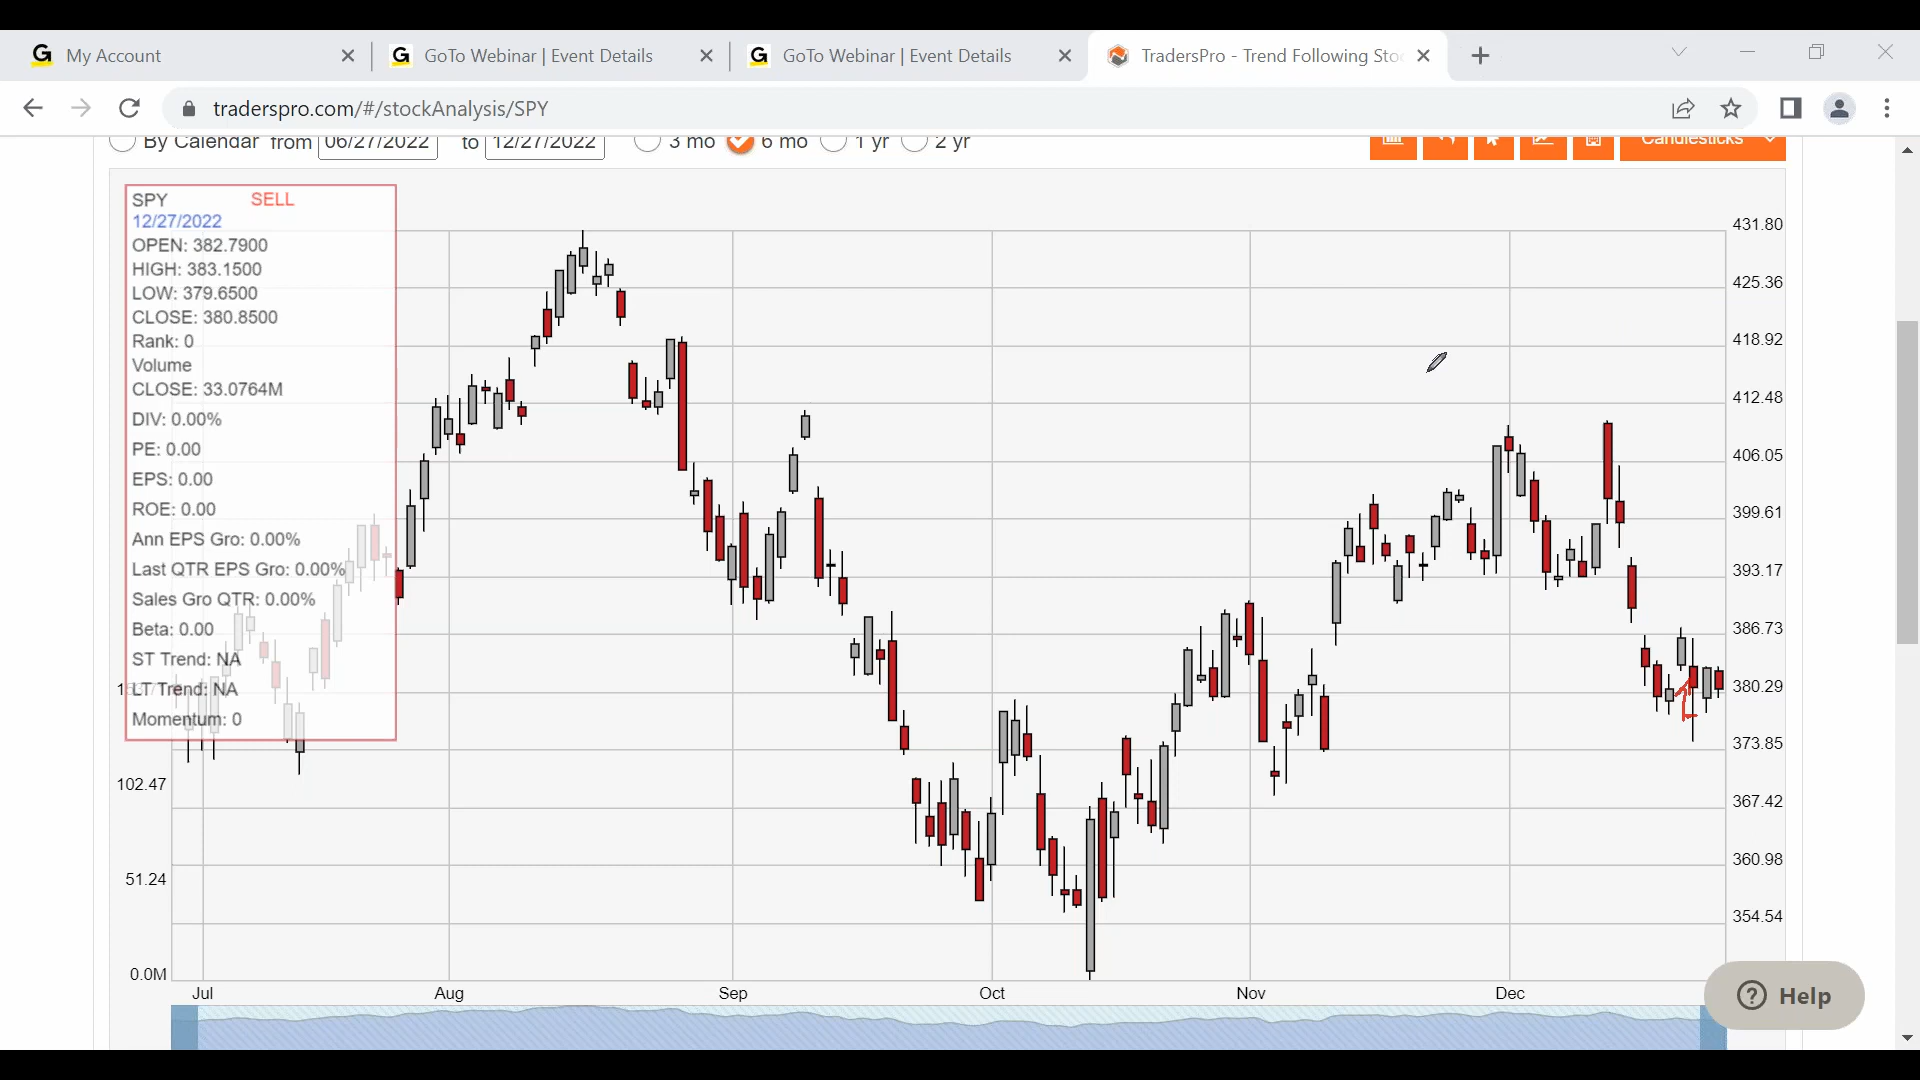 My Account
GoTo Webinar | Event Details
GoTo Webinar | Event Details
TradersPro - Trend Following Sto
traderspro.com/#/stockAnalysis/SPY
By Calendar from 06/27/2022 to 12/27/2022 3 mo 6 mo 1 yr 2 yr
Candlesticks
SPY SELL
12/27/2022
OPEN: 382.7900
HIGH: 383.1500
LOW: 379.6500
CLOSE: 380.8500
Rank: 0
Volume
CLOSE: 33.0764M
DIV: 0.00%
PE: 0.00
EPS: 0.00
ROE: 0.00
Ann EPS Gro: 0.00%
Last QTR EPS Gro: 0.00%
Sales Gro QTR: 0.00%
Beta: 0.00
ST Trend: NA
LT Trend: NA
Momentum: 0
431.80
425.36
418.92
412.48
406.05
399.61
393.17
386.73
380.29
373.85
367.42
360.98
354.54
102.47
51.24
0.0M
Jul Aug Sep Oct Nov Dec
Help